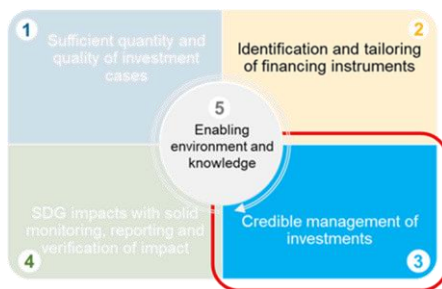 1
Sufficient quantity and
quality of investment
cases
2
Identification and tailoring
of financing instruments
5
Enabling
environment and
knowledge
SDG impacts with solid
monitoring, reporting and
verification of impact
4
Credible management of
investments
3